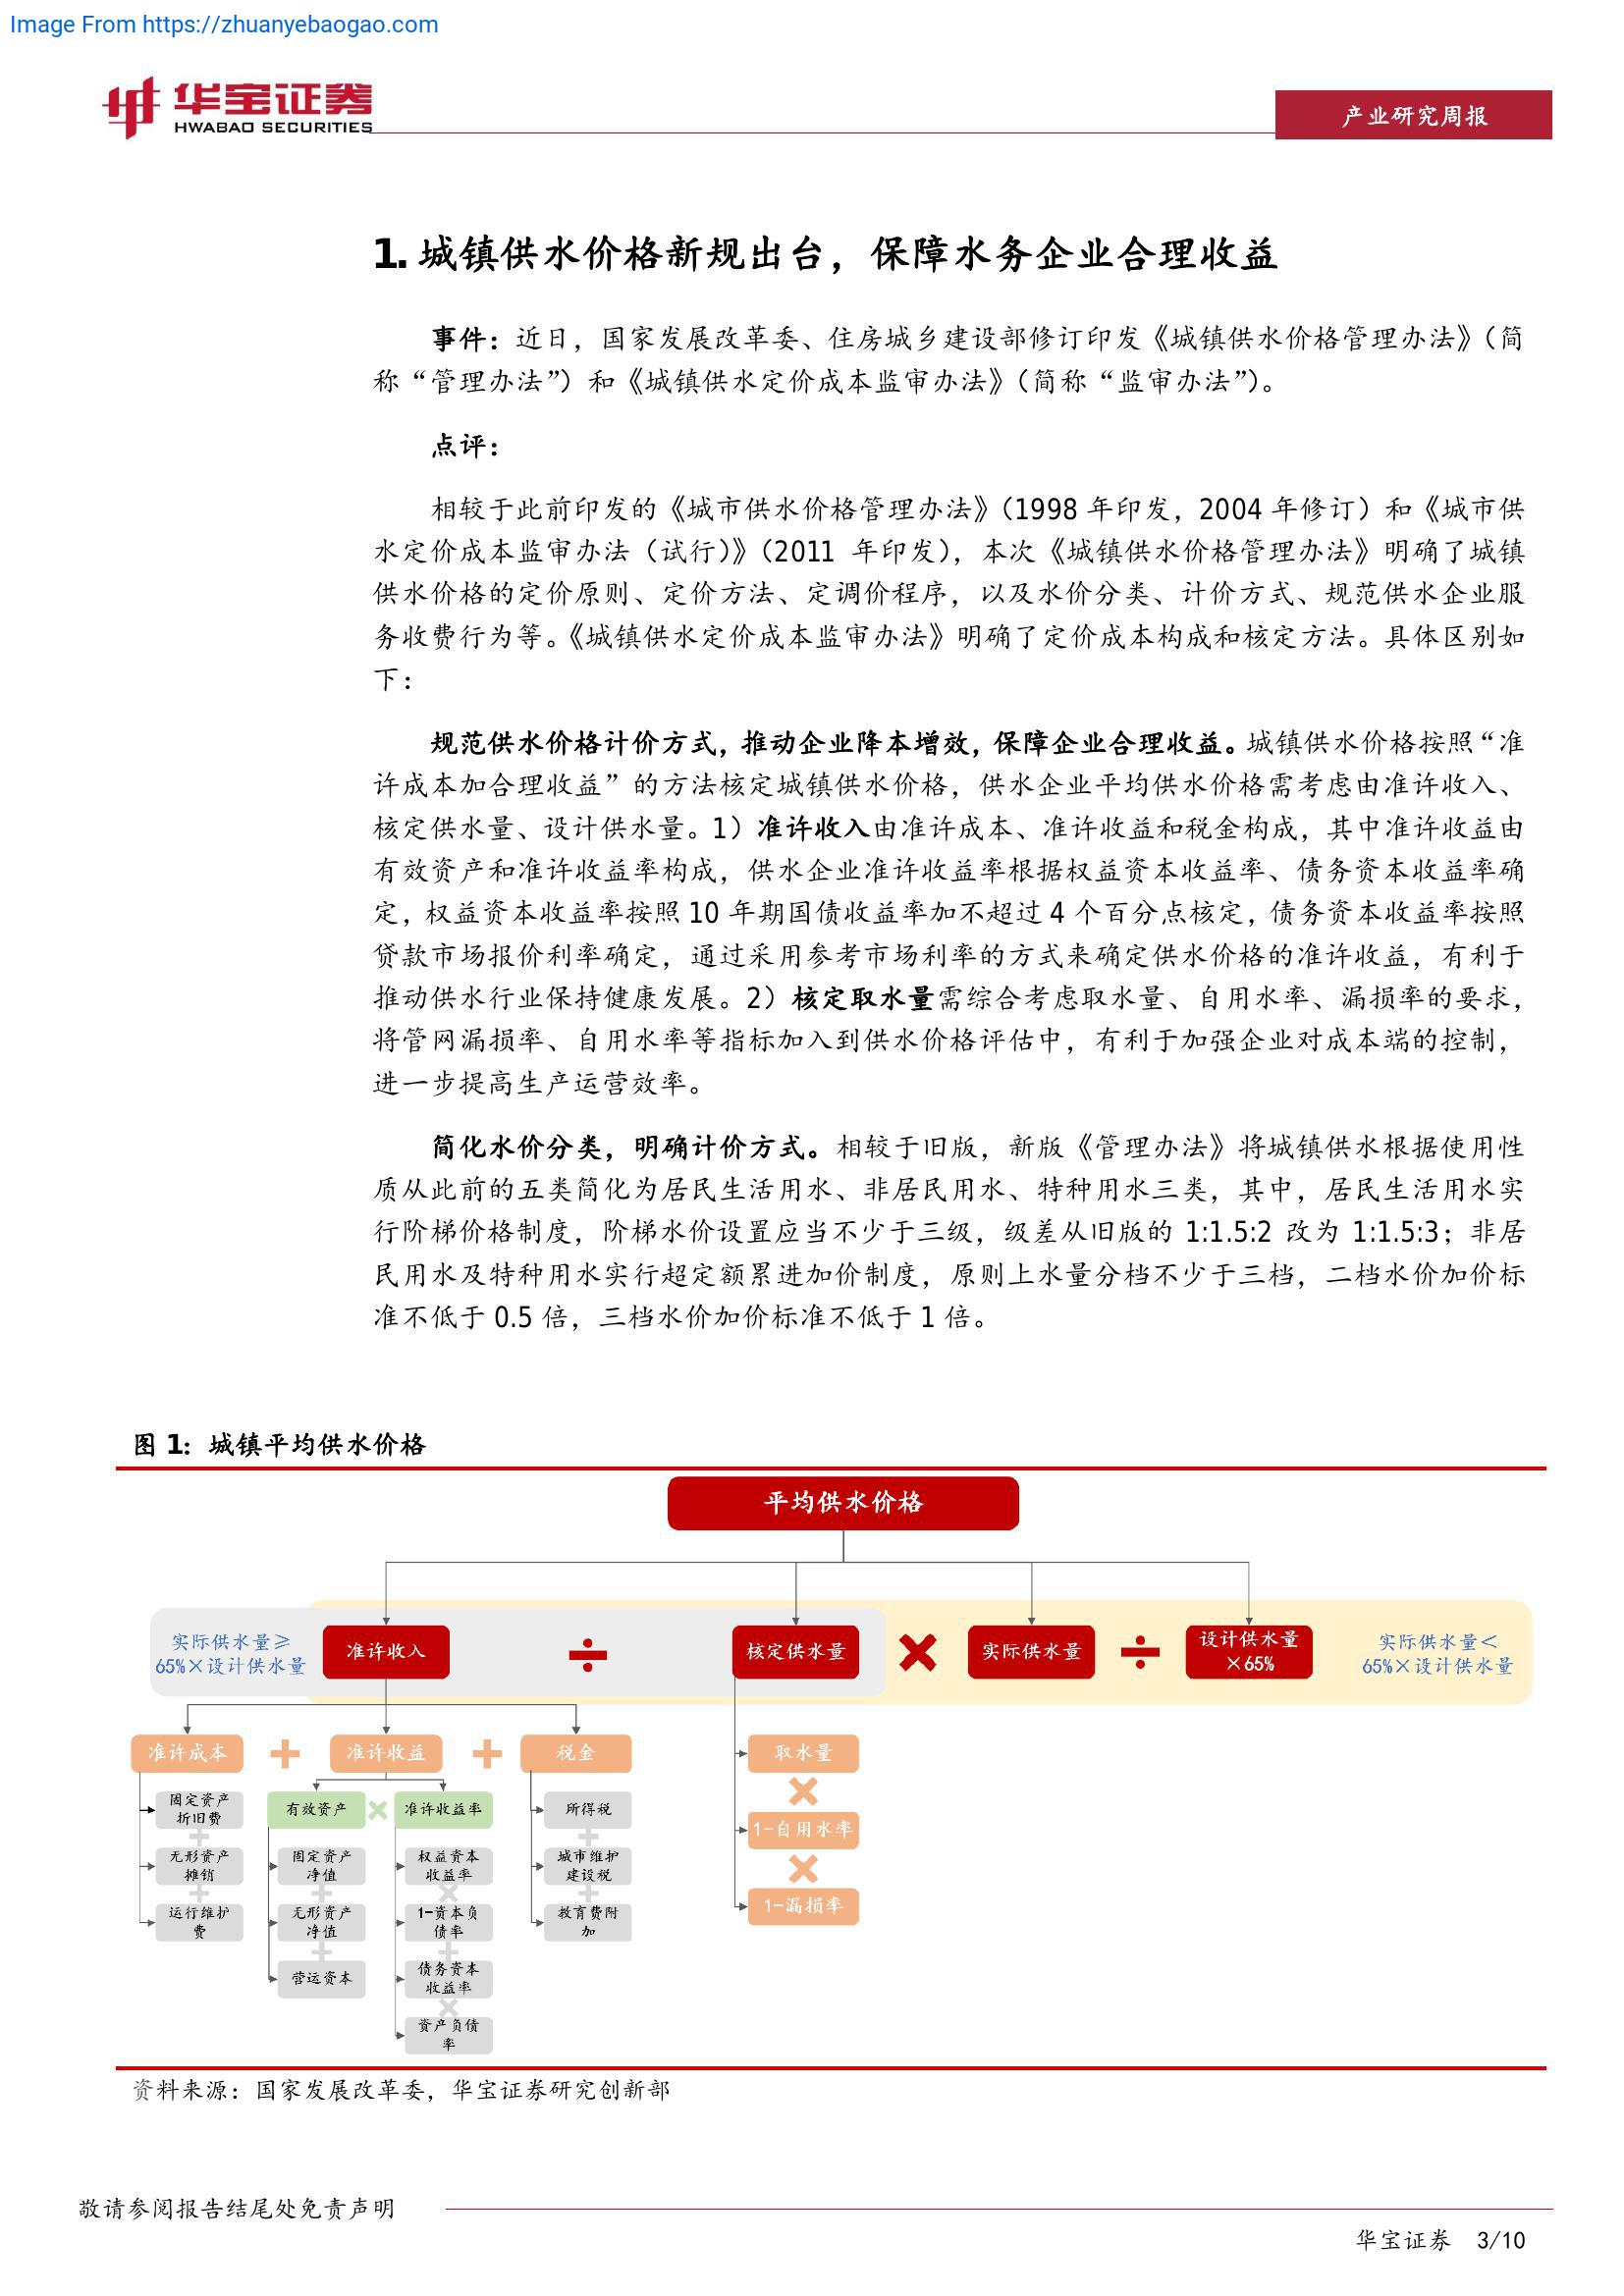 Image From https://zhuanyebaogao.com
华宝证券
HWABAO SECURITIES
产业研究周报
1. 城镇供水价格新规出台，保障水务企业合理收益
事件：近日，国家发展改革委、住房城乡建设部修订印发《城镇供水价格管理办法》（简
称“管理办法”）和《城镇供水定价成本监审办法》（简称“监审办法”）。
点评：
相较于此前印发的《城市供水价格管理办法》（1998 年印发，2004 年修订）和《城市供
水定价成本监审办法（试行）》（2011 年印发），本次《城镇供水价格管理办法》明确了城镇
供水价格的定价原则、定价方法、定调价程序，以及水价分类、计价方式、规范供水企业服
务收费行为等。《城镇供水定价成本监审办法》明确了定价成本构成和核定方法。具体区别如
下：
规范供水价格计价方式，推动企业降本增效，保障企业合理收益。城镇供水价格按照“准
许成本加合理收益”的方法核定城镇供水价格，供水企业平均供水价格需考虑由准许收入、
核定供水量、设计供水量。1）准许收入由准许成本、准许收益和税金构成，其中准许收益由
有效资产和准许收益率构成，供水企业准许收益率根据权益资本收益率、债务资本收益率确
定，权益资本收益率按照 10 年期国债收益率加不超过 4 个百分点核定，债务资本收益率按照
贷款市场报价利率确定，通过采用参考市场利率的方式来确定供水价格的准许收益，有利于
推动供水行业保持健康发展。2）核定取水量需综合考虑取水量、自用水率、漏损率的要求，
将管网漏损率、自用水率等指标加入到供水价格评估中，有利于加强企业对成本端的控制，
进一步提高生产运营效率。
简化水价分类，明确计价方式。相较于旧版，新版《管理办法》将城镇供水根据使用性
质从此前的五类简化为居民生活用水、非居民用水、特种用水三类，其中，居民生活用水实
行阶梯价格制度，阶梯水价设置应当不少于三级，级差从旧版的 1:1.5:2 改为 1:1.5:3；非居
民用水及特种用水实行超定额累进加价制度，原则上水量分档不少于三档，二档水价加价标
准不低于 0.5 倍，三档水价加价标准不低于 1 倍。
图 1：城镇平均供水价格
平均供水价格
实际供水量≥
65%×设计供水量
准许收入
÷
核定供水量
×
实际供水量
÷
设计供水量
×65%
实际供水量＜
65%×设计供水量
准许成本
+
准许收益
+
税金
固定资产
折旧费
+
无形资产
摊销
+
运行维护
费
有效资产
×
准许收益率
固定资产
净值
+
无形资产
净值
+
营运资本
权益资本
收益率
×
1-资本负
债率
+
债务资本
收益率
×
资产负债
率
所得税
+
城市维护
建设税
+
教育费附
加
取水量
×
1-自用水率
×
1-漏损率
资料来源：国家发展改革委，华宝证券研究创新部
敬请参阅报告结尾处免责声明
华宝证券 3/10